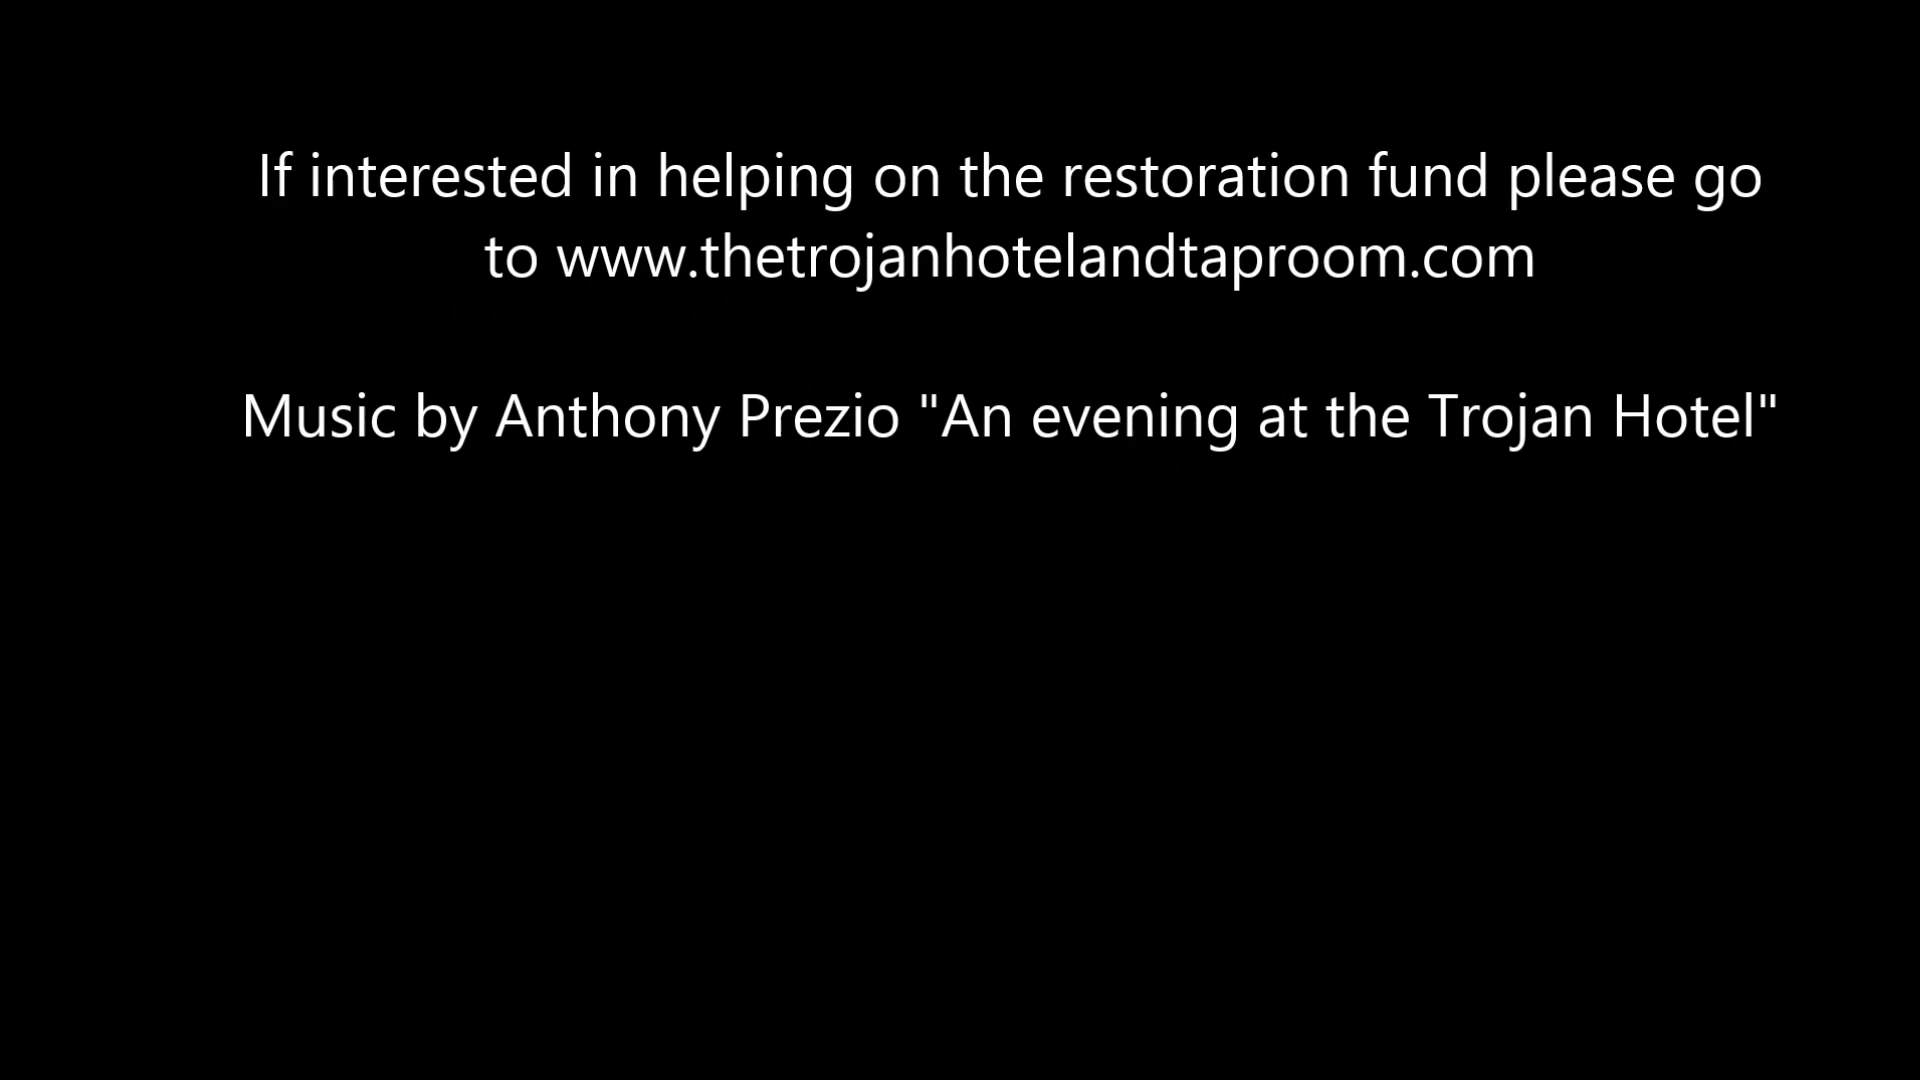 If interested in helping on the restoration fund please go
to www.thetrojanhotelandtaproom.com
Music by Anthony Prezio "An evening at the Trojan Hotel"